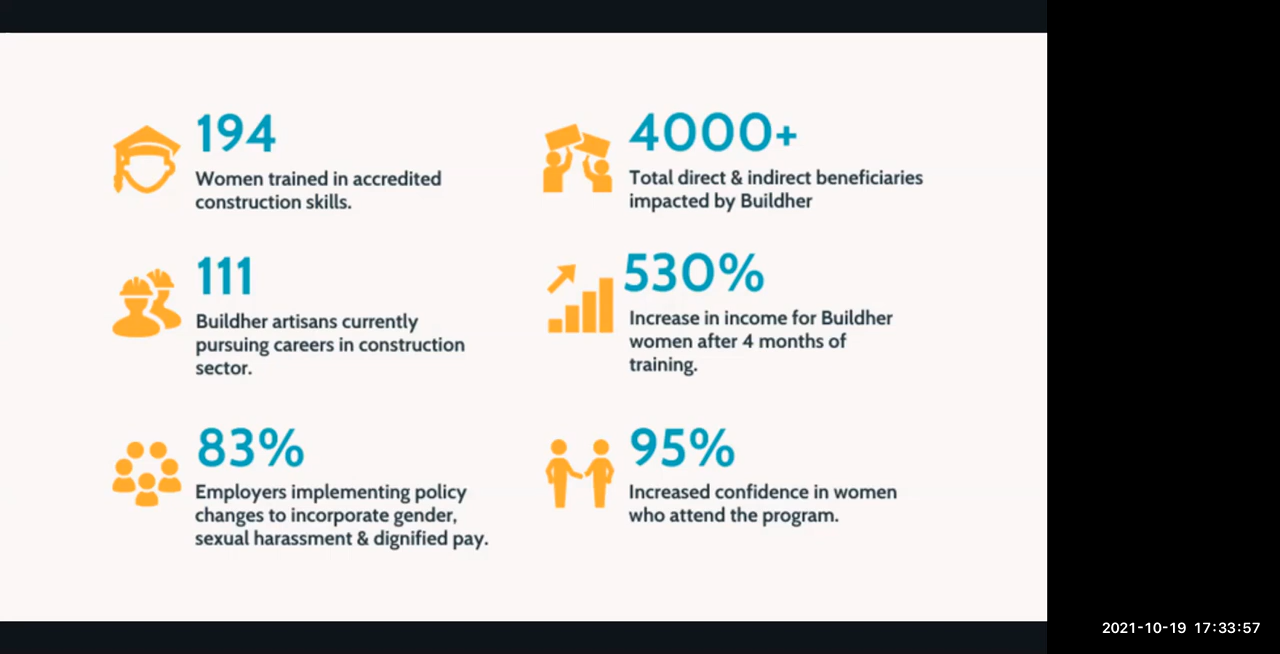 194
Women trained in accredited
construction skills.
4000+
Total direct & indirect beneficiaries
impacted by Buildher
111
Buildher artisans currently
pursuing careers in construction
sector.
530%
Increase in income for Buildher
women after 4 months of
training.
83%
Employers implementing policy
changes to incorporate gender,
sexual harassment & dignified pay.
95%
Increased confidence in women
who attend the program.
2021-10-19 17:33:57